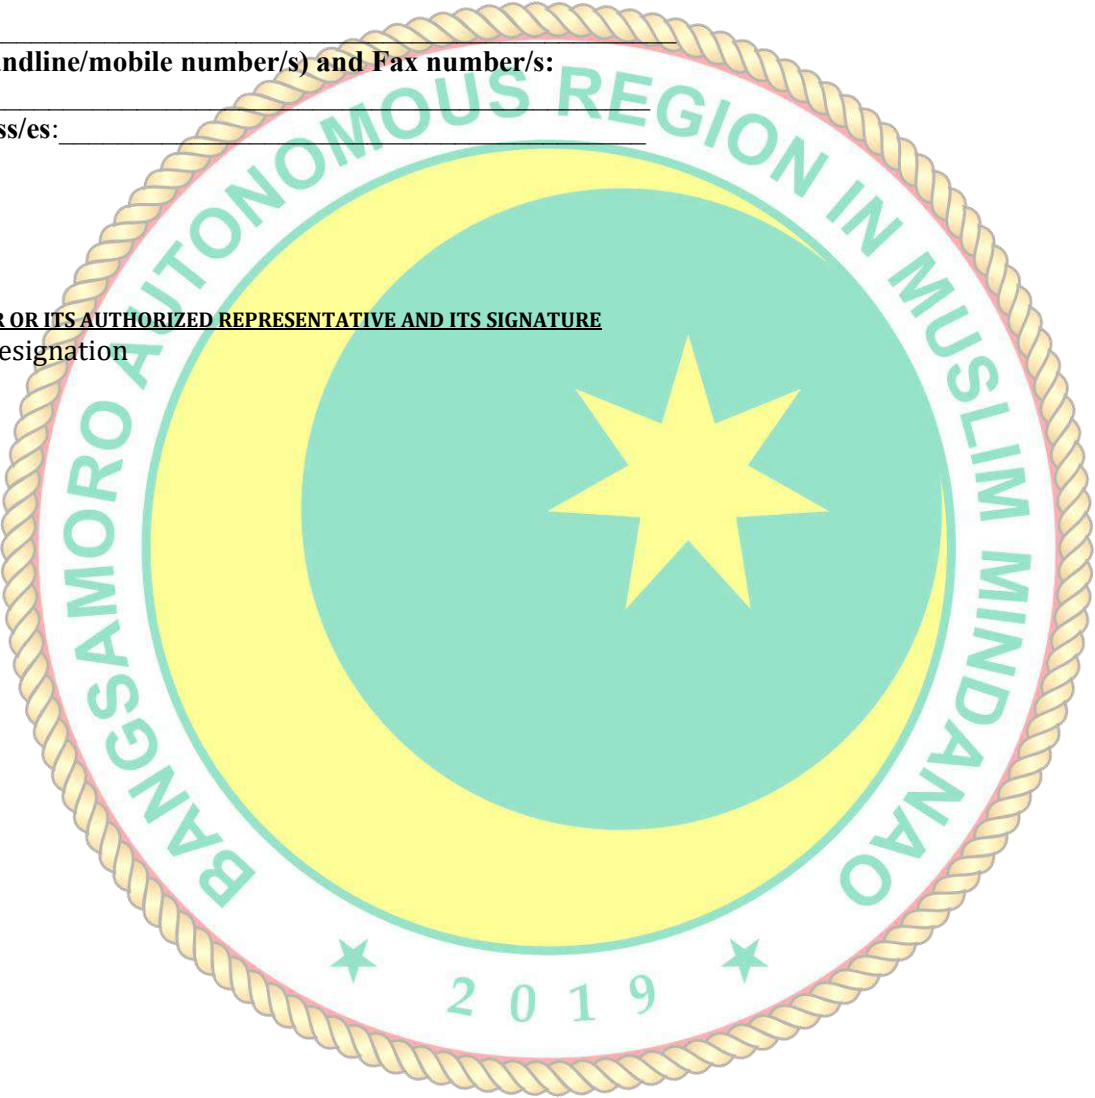 ndline/mobile number/s) and Fax number/s:
ss/es:
R OR ITS AUTHORIZED REPRESENTATIVE AND ITS SIGNATURE
esignation
BANGSAMORO AUTONOMOUS REGION IN MUSLIM MINDANAO
2019